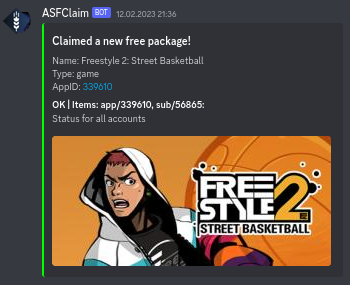 ASFClaim BOT 12.02.2023 21:36
Claimed a new free package!
Name: Freestyle 2: Street Basketball
Type: game
AppID: 339610
OK | Items: app/339610, sub/56865:
Status for all accounts
FREE
STYLE 2
STREET BASKETBALL